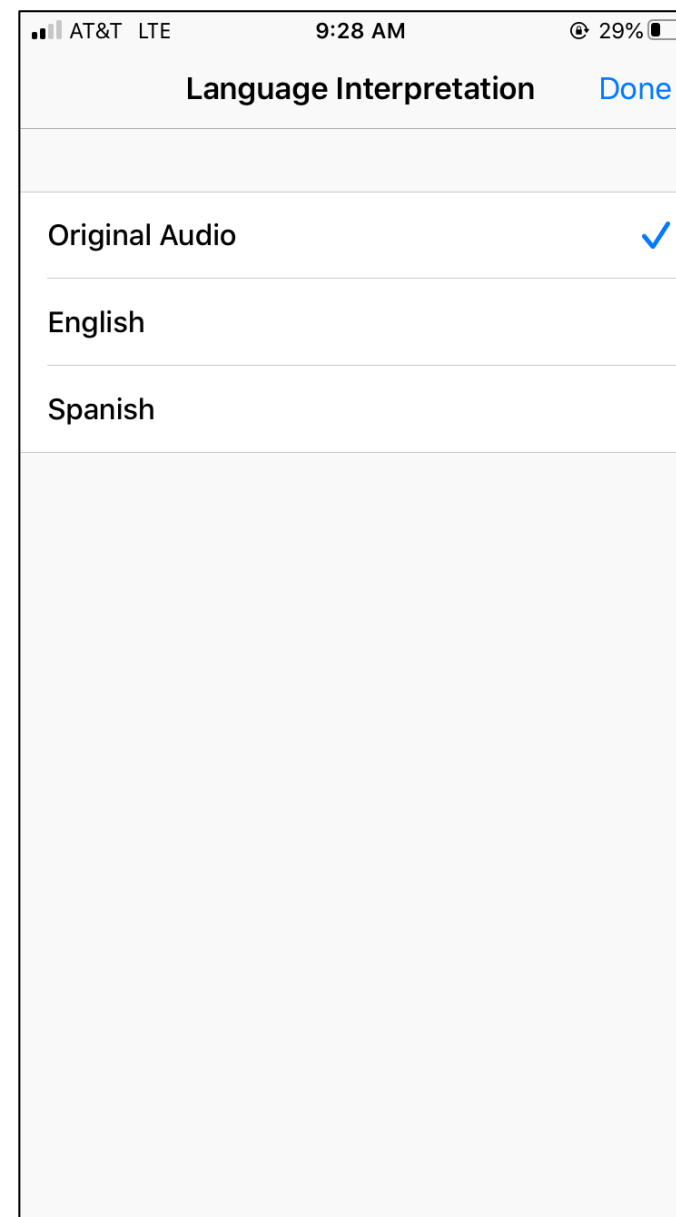 AT&T LTE 9:28 AM 29%
Language Interpretation Done
Original Audio
English
Spanish